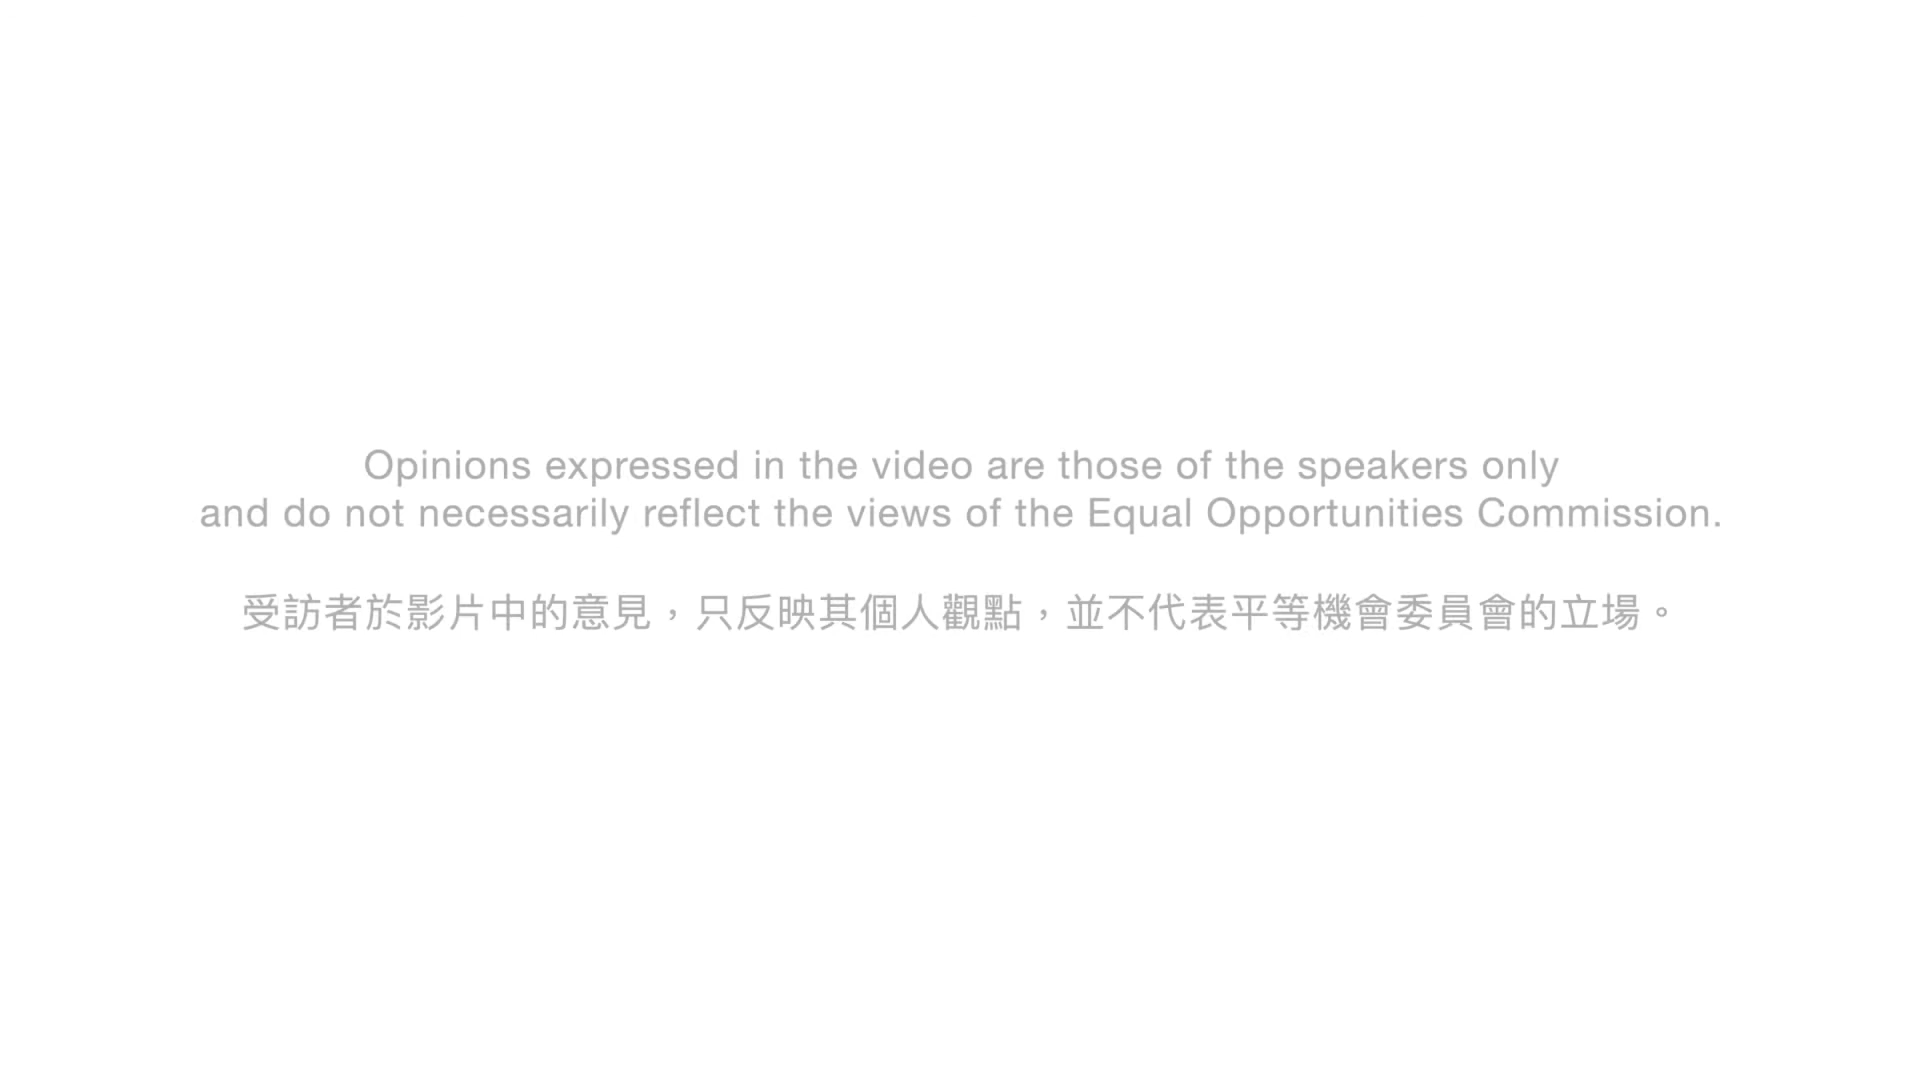 Opinions expressed in the video are those of the speakers only
and do not necessarily reflect the views of the Equal Opportunities Commission.
受訪者於影片中的意見，只反映其個人觀點，並不代表平等機會委員會的立場。